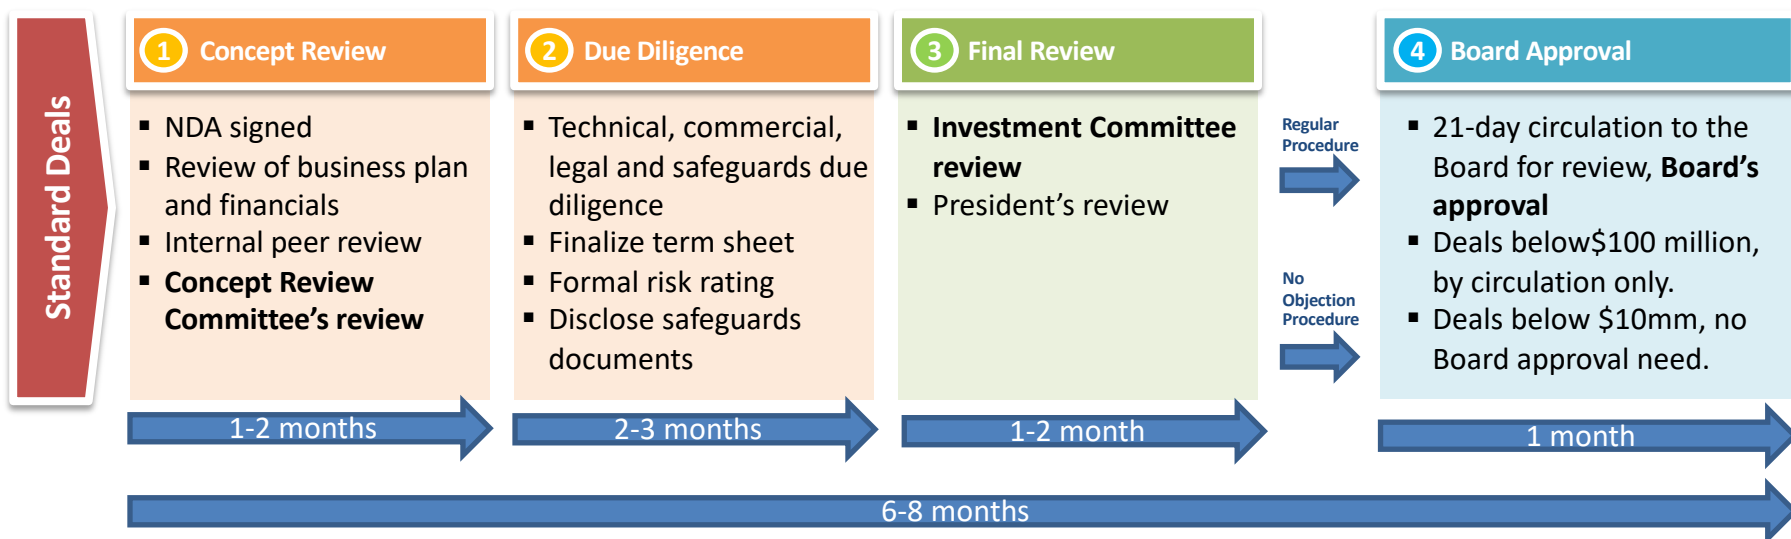 Standard Deals
1 Concept Review
▪ NDA signed
▪ Review of business plan
and financials
▪ Internal peer review
▪ Concept Review
Committee’s review
1-2 months
2 Due Diligence
▪ Technical, commercial,
legal and safeguards due
diligence
▪ Finalize term sheet
▪ Formal risk rating
▪ Disclose safeguards
documents
2-3 months
3 Final Review
▪ Investment Committee
review
▪ President’s review
1-2 month
Regular
Procedure
No
Objection
Procedure
4 Board Approval
▪ 21-day circulation to the
Board for review, Board’s
approval
▪ Deals below$100 million,
by circulation only.
▪ Deals below $10mm, no
Board approval need.
1 month
6-8 months